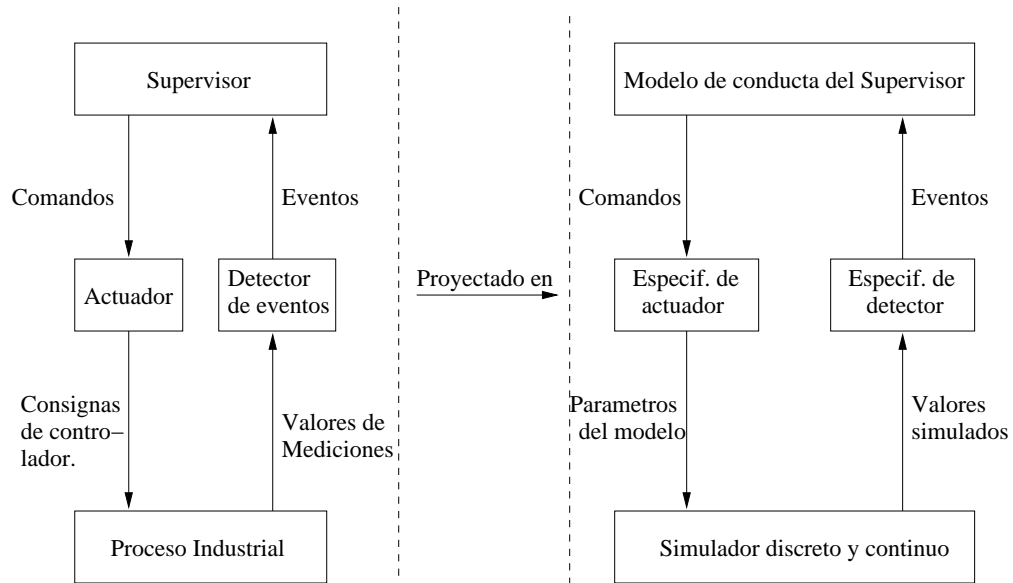 Supervisor
Comandos
Eventos
Actuador
Detector
de eventos
Consignas
de contro–
lador.
Valores de
Mediciones
Proceso Industrial
Proyectado en
Modelo de conducta del Supervisor
Comandos
Eventos
Especif. de
actuador
Especif. de
detector
Parametros
del modelo
Valores
simulados
Simulador discreto y continuo